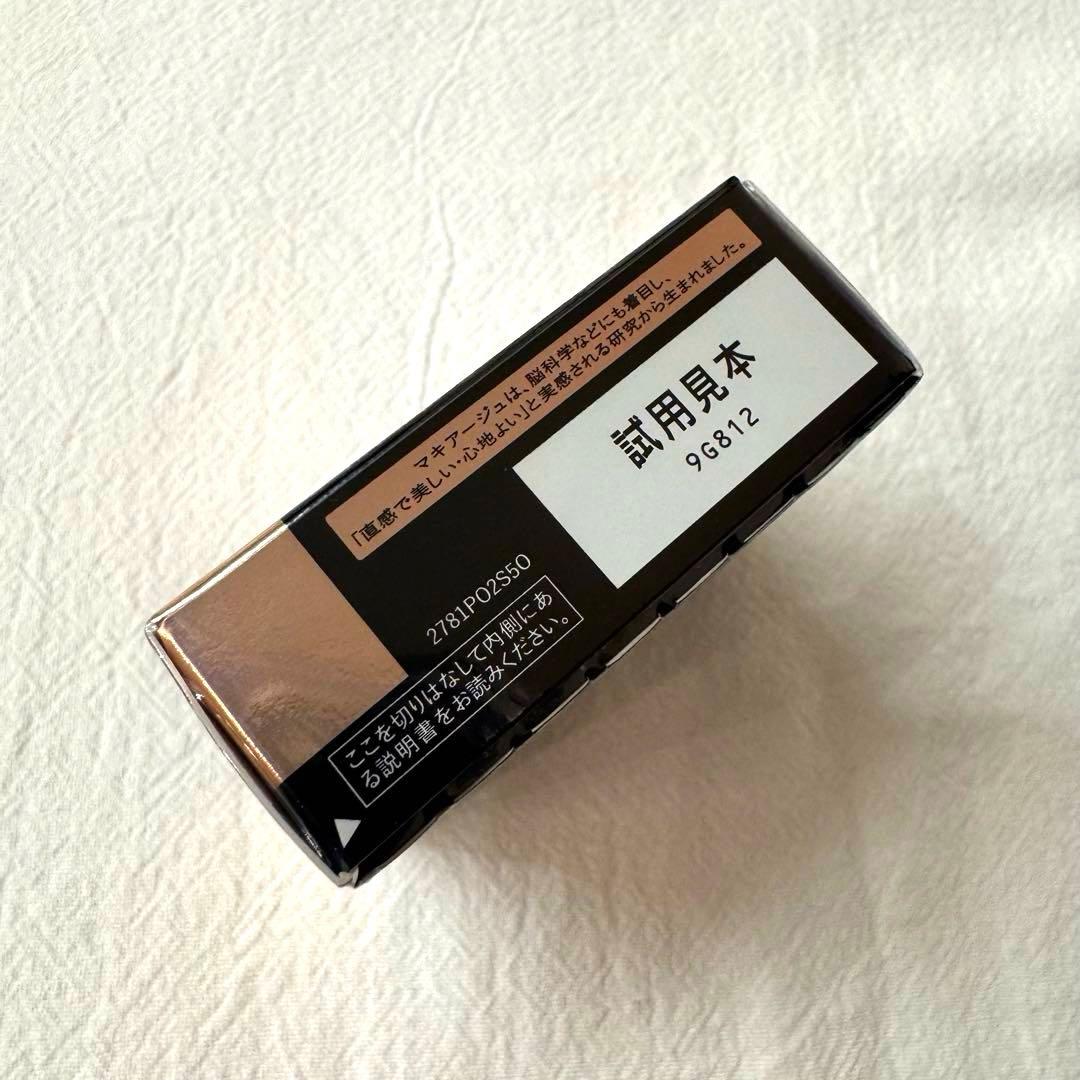 マキアージュは、脳科学などにも着目し、
「直感で美しい・心地よい」と実感される研究から生まれました。
試用見本
9G812
2781P02S50
ここを切りはなして内側にあ
る説明書をお読みください。